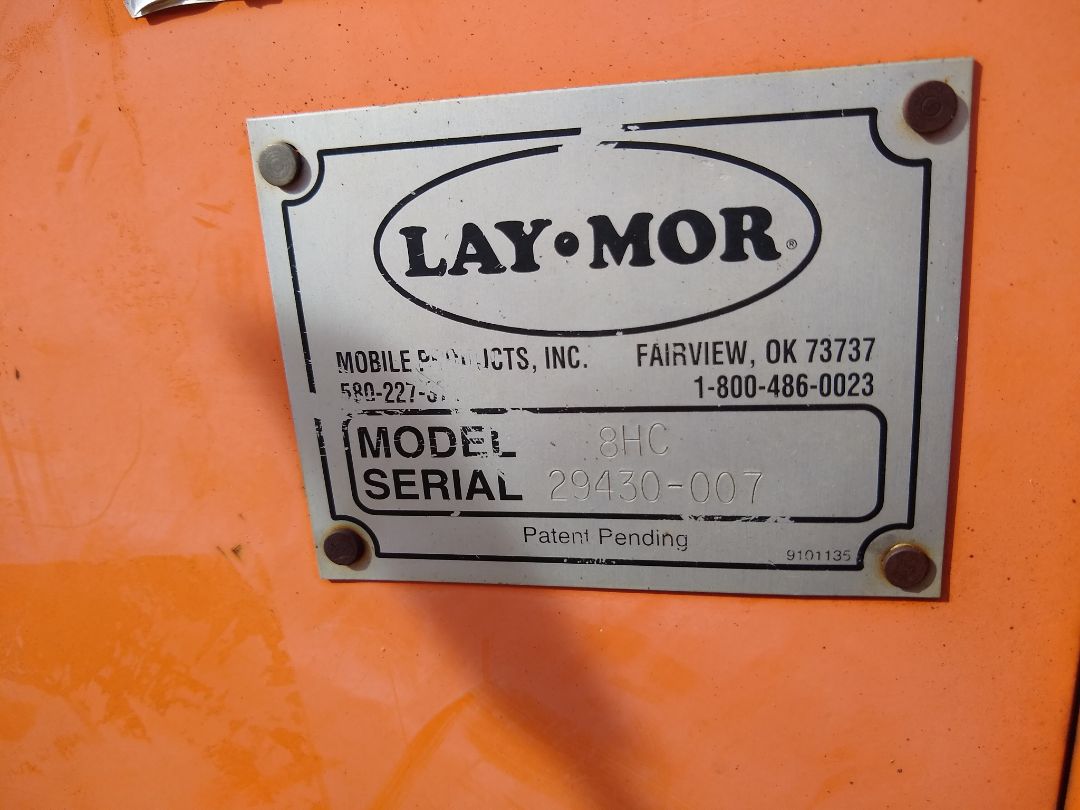 LAY•MOR®
MOBILE PRODUCTS, INC. FAIRVIEW, OK 73737
1-800-486-0023
MODEL 8HC
SERIAL 29430-007
Patent Pending
9101135